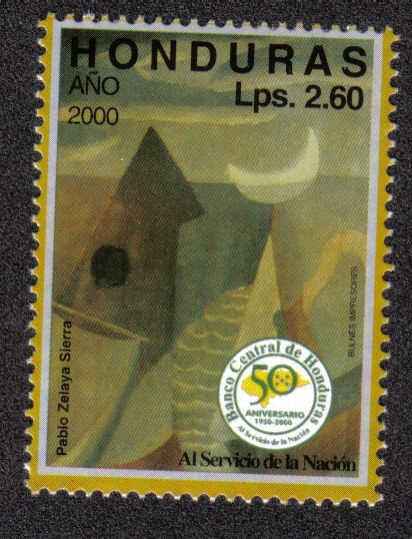 HONDURAS
AÑO
2000
Lps. 2.60
Pablo Zelaya Sierra
BULNES IMPRESORES
Banco Central de Honduras
50
ANIVERSARIO
1950-2000
Al Servicio de la Nación
Al Servicio de la Nación